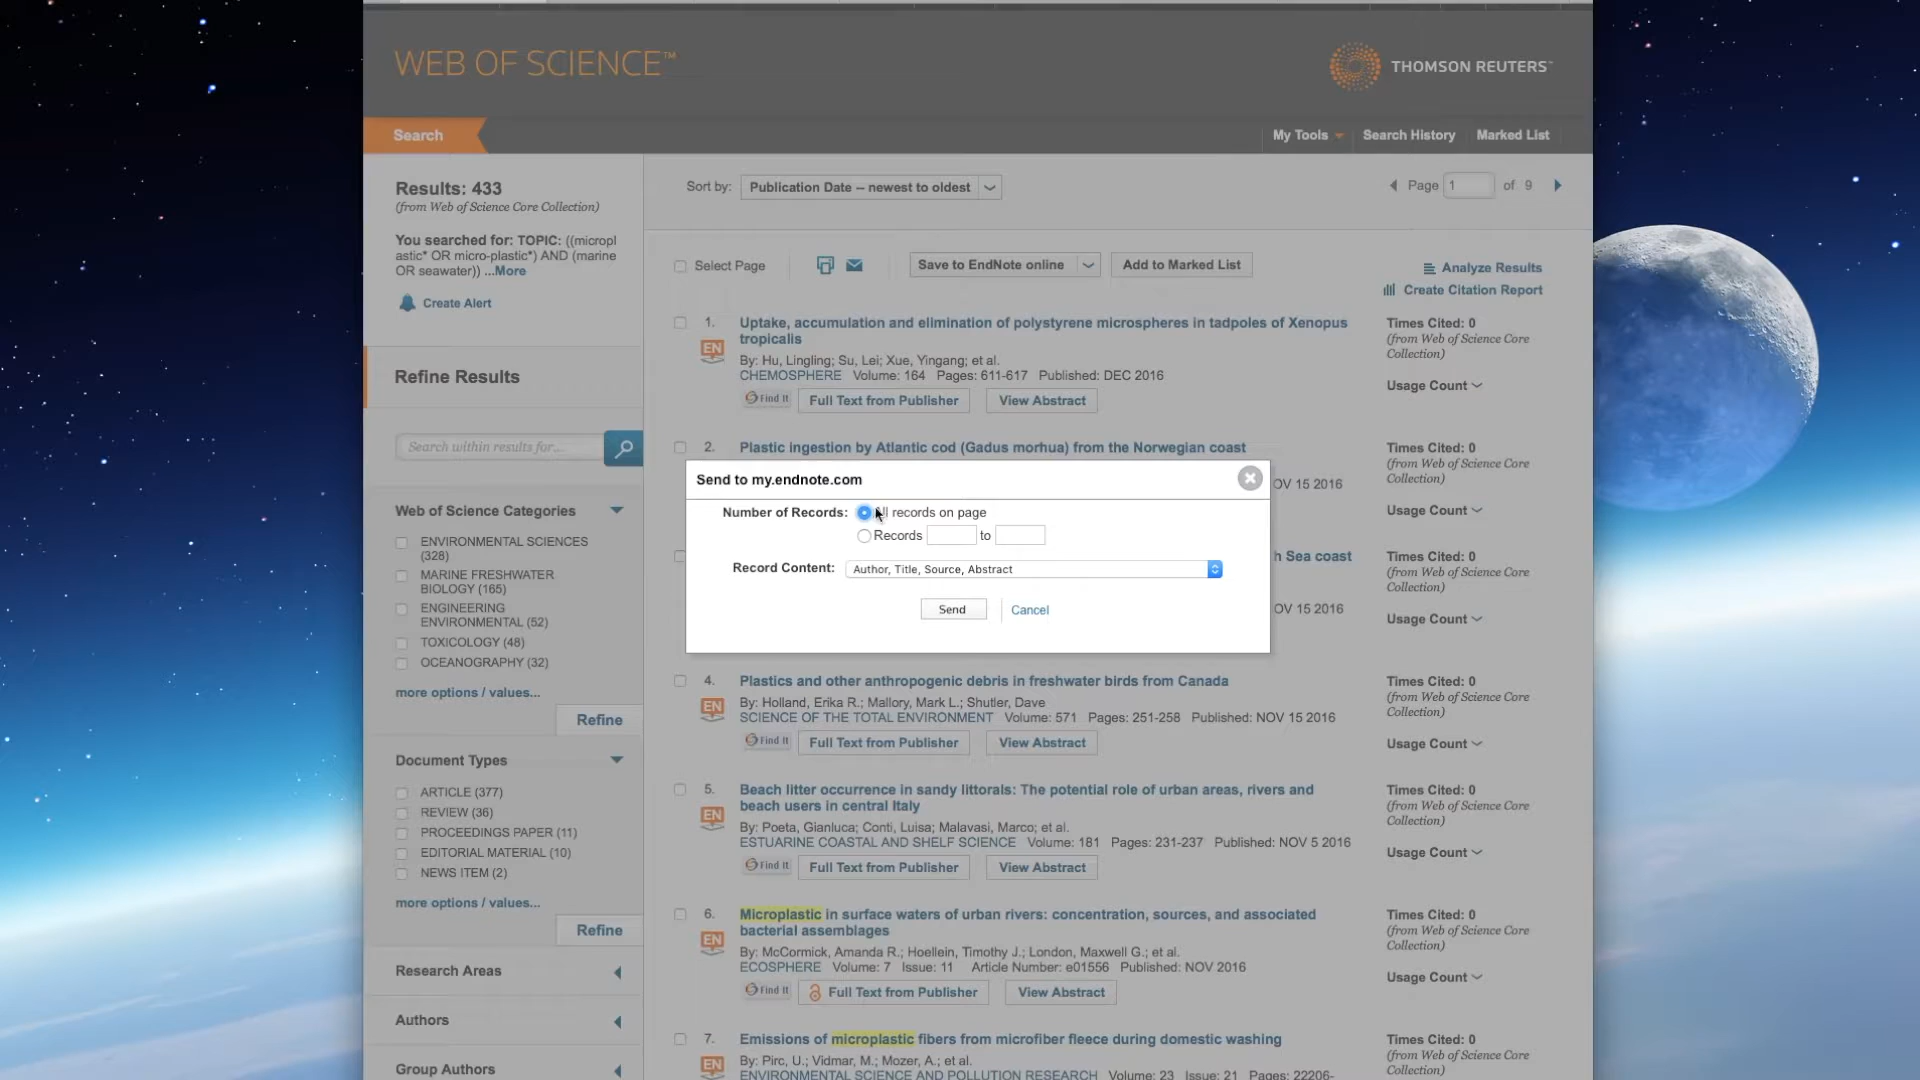 WEB OF SCIENCE™
THOMSON REUTERS™
Search
My Tools
Search History
Marked List
Results: 433
(from Web of Science Core Collection)
You searched for: TOPIC: ((micropl
astic* OR micro-plastic*) AND (marine
OR seawater)) ...More
Create Alert
Refine Results
Search within results for...
Web of Science Categories
ENVIRONMENTAL SCIENCES
(328)
MARINE FRESHWATER
BIOLOGY (165)
ENGINEERING
ENVIRONMENTAL (52)
TOXICOLOGY (48)
OCEANOGRAPHY (32)
more options / values...
Refine
Document Types
ARTICLE (377)
REVIEW (36)
PROCEEDINGS PAPER (11)
EDITORIAL MATERIAL (10)
NEWS ITEM (2)
more options / values...
Refine
Research Areas
Authors
Group Authors
Sort by: Publication Date -- newest to oldest
Page 1 of 9
Select Page
Save to EndNote online
Add to Marked List
Analyze Results
Create Citation Report
1. Uptake, accumulation and elimination of polystyrene microspheres in tadpoles of Xenopus
tropicalis
EN
By: Hu, Lingling; Su, Lei; Xue, Yingang; et al.
CHEMOSPHERE Volume: 164 Pages: 611-617 Published: DEC 2016
Find It
Full Text from Publisher
View Abstract
Times Cited: 0
(from Web of Science Core
Collection)
Usage Count
2. Plastic ingestion by Atlantic cod (Gadus morhua) from the Norwegian coast
OV 15 2016
Times Cited: 0
(from Web of Science Core
Collection)
Usage Count
Send to my.endnote.com
Number of Records: All records on page
Records to
Record Content: Author, Title, Source, Abstract
Send
Cancel
h Sea coast
OV 15 2016
Times Cited: 0
(from Web of Science Core
Collection)
Usage Count
4. Plastics and other anthropogenic debris in freshwater birds from Canada
EN
By: Holland, Erika R.; Mallory, Mark L.; Shutler, Dave
SCIENCE OF THE TOTAL ENVIRONMENT Volume: 571 Pages: 251-258 Published: NOV 15 2016
Find It
Full Text from Publisher
View Abstract
Times Cited: 0
(from Web of Science Core
Collection)
Usage Count
5. Beach litter occurrence in sandy littorals: The potential role of urban areas, rivers and
beach users in central Italy
EN
By: Poeta, Gianluca; Conti, Luisa; Malavasi, Marco; et al.
ESTUARINE COASTAL AND SHELF SCIENCE Volume: 181 Pages: 231-237 Published: NOV 5 2016
Find It
Full Text from Publisher
View Abstract
Times Cited: 0
(from Web of Science Core
Collection)
Usage Count
6. Microplastic in surface waters of urban rivers: concentration, sources, and associated
bacterial assemblages
EN
By: McCormick, Amanda R.; Hoellein, Timothy J.; London, Maxwell G.; et al.
ECOSPHERE Volume: 7 Issue: 11 Article Number: e01556 Published: NOV 2016
Find It
Full Text from Publisher
View Abstract
Times Cited: 0
(from Web of Science Core
Collection)
Usage Count
7. Emissions of microplastic fibers from microfiber fleece during domestic washing
EN
By: Pirc, U.; Vidmar, M.; Mozer, A.; et al.
ENVIRONMENTAL SCIENCE AND POLLUTION RESEARCH Volume: 23 Issue: 21 Pages: 22206-
Times Cited: 0
(from Web of Science Core
Collection)